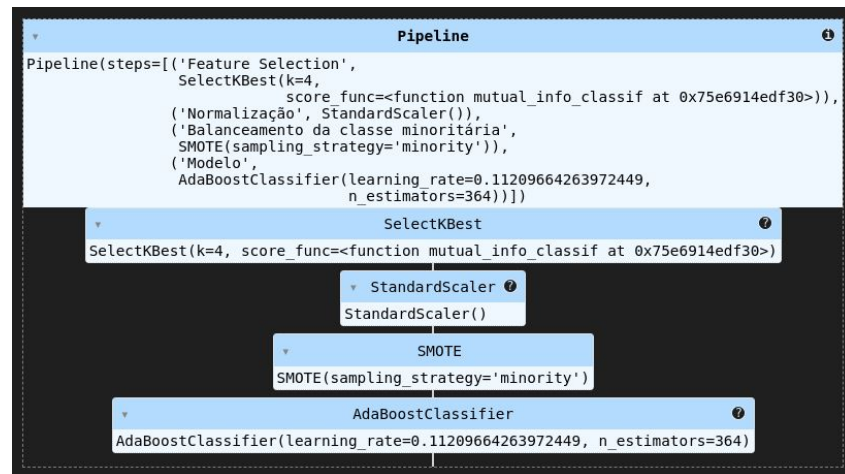 Pipeline
Pipeline(steps=[('Feature Selection',
SelectKBest(k=4,
score_func=<function mutual_info_classif at 0x75e6914edf30>)),
('Normalização', StandardScaler()),
('Balanceamento da classe minoritária',
SMOTE(sampling_strategy='minority')),
('Modelo',
AdaBoostClassifier(learning_rate=0.11209664263972449,
n_estimators=364))])
SelectKBest
SelectKBest(k=4, score_func=<function mutual_info_classif at 0x75e6914edf30>)
StandardScaler
StandardScaler()
SMOTE
SMOTE(sampling_strategy='minority')
AdaBoostClassifier
AdaBoostClassifier(learning_rate=0.11209664263972449, n_estimators=364)